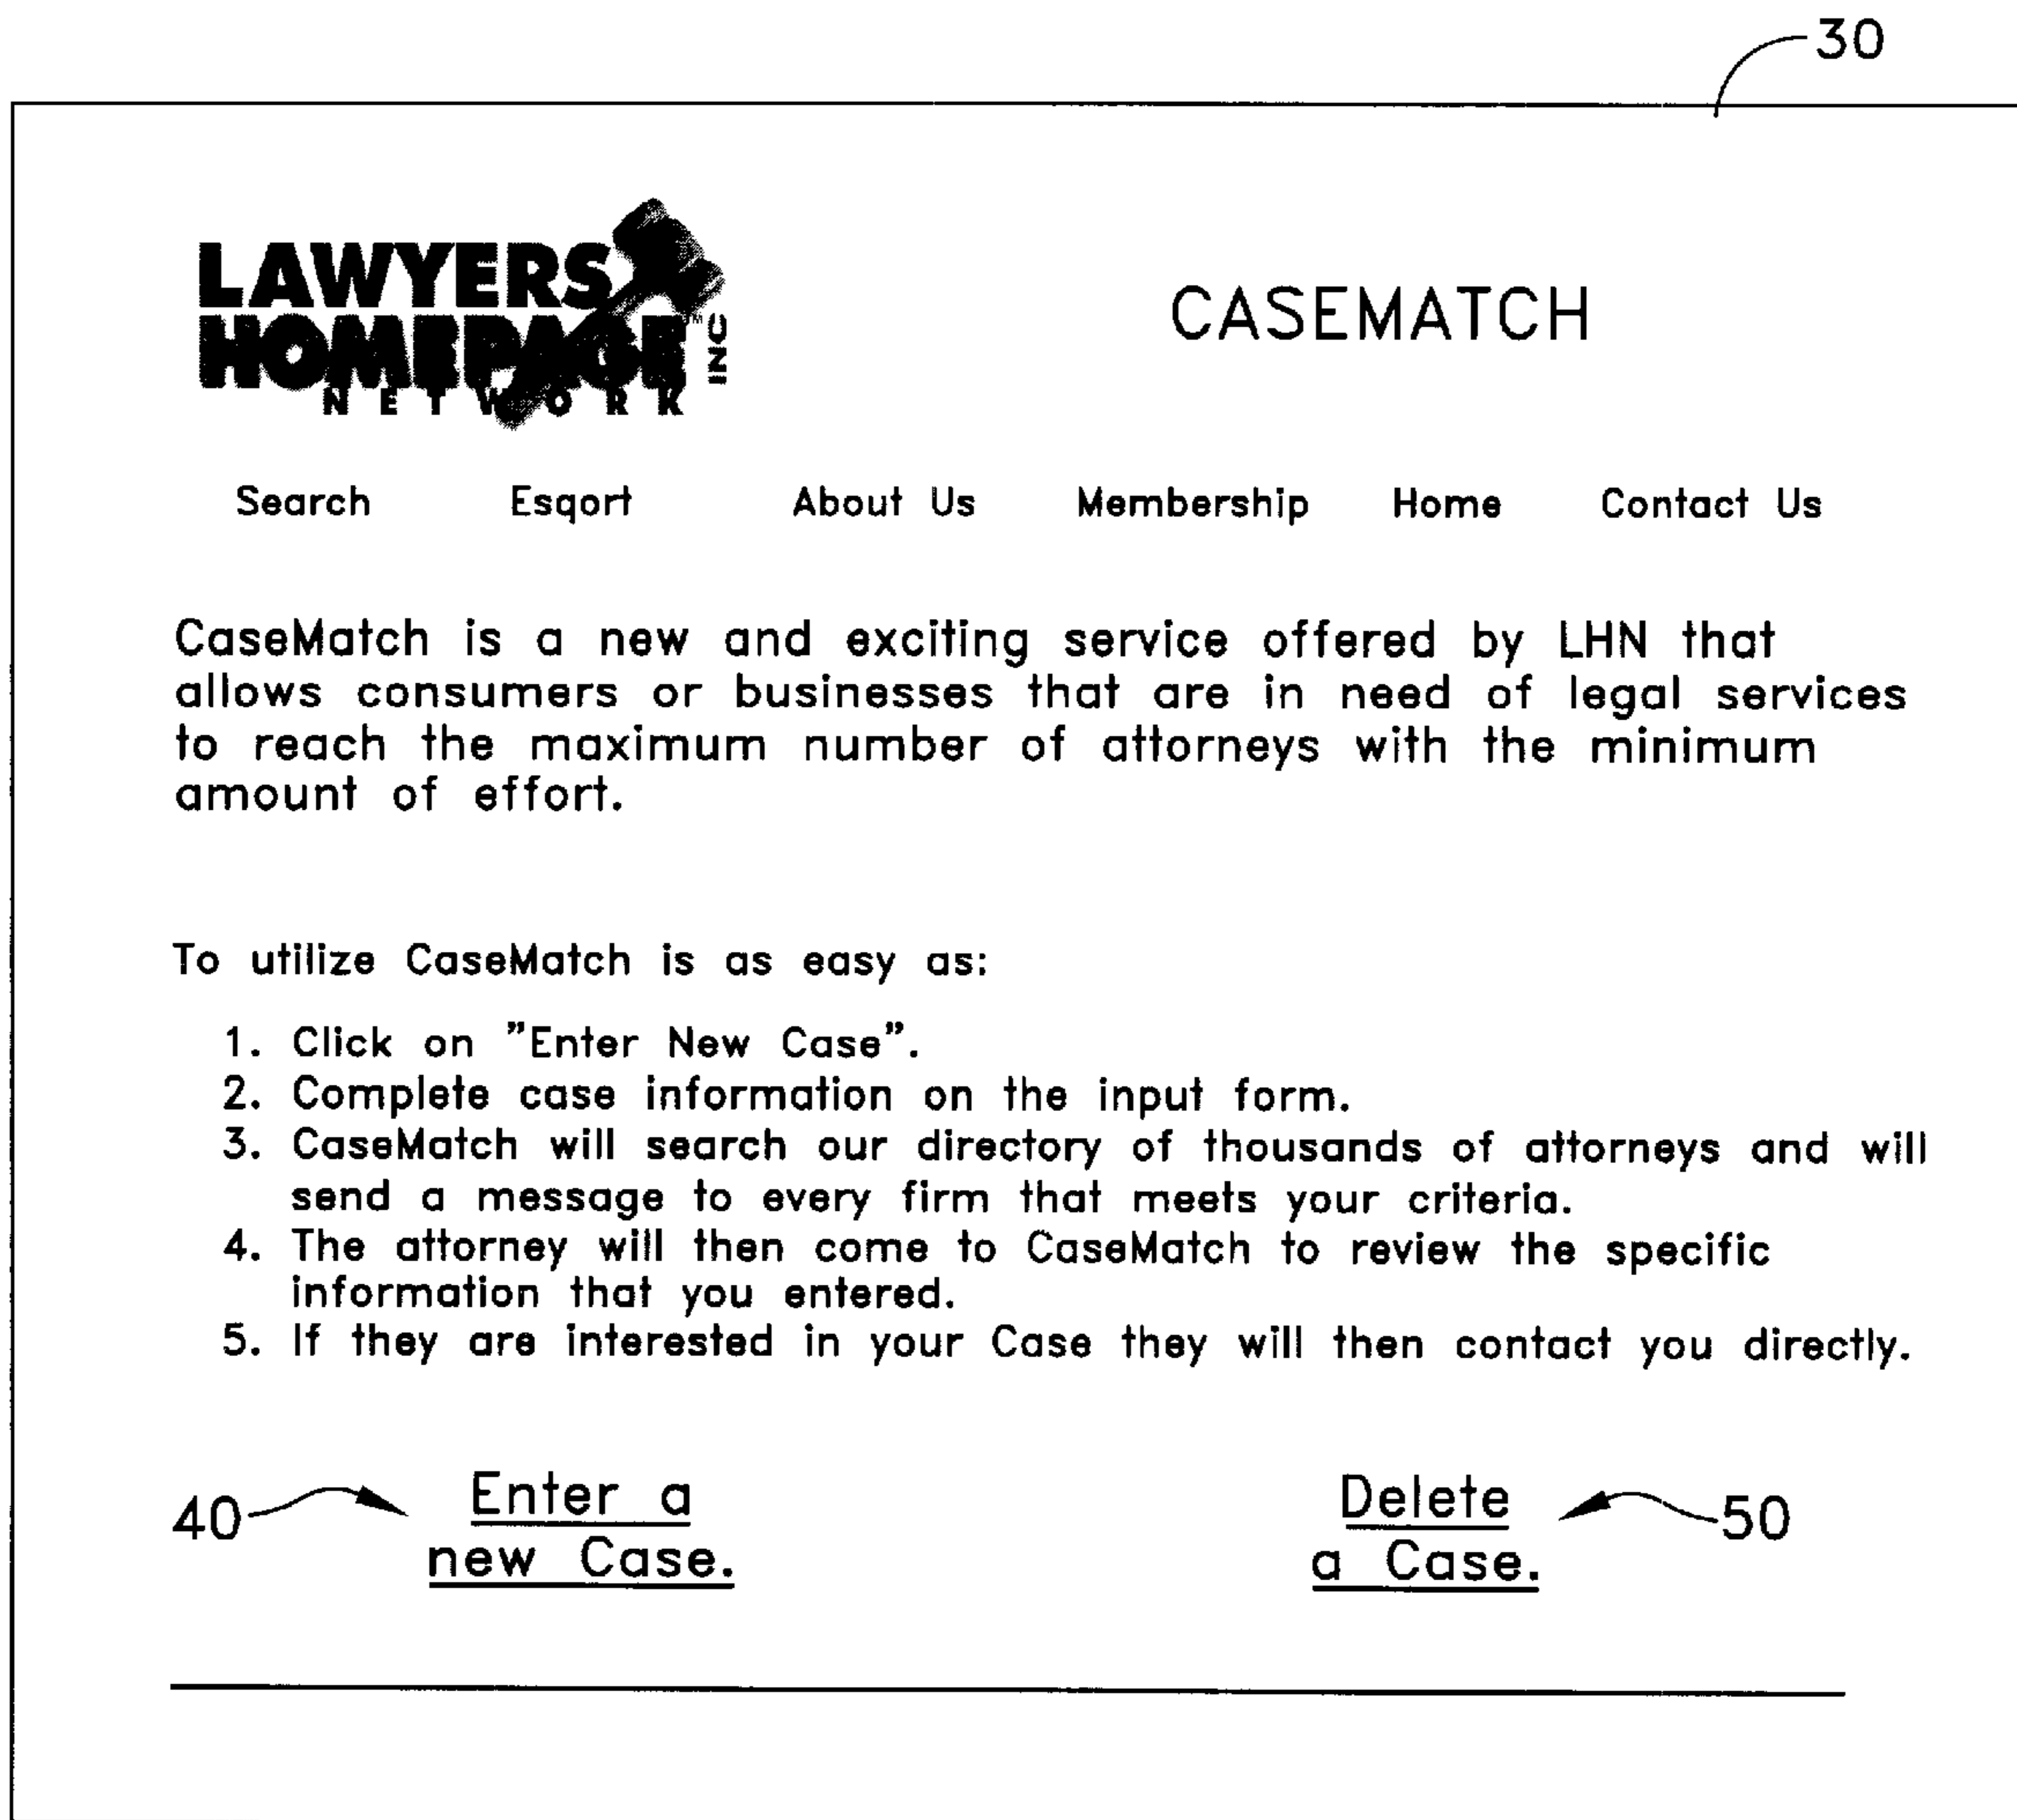 30
LAWYERS
HOMEPAGE™ INC
NETWORK
CASEMATCH
Search Esqort About Us Membership Home Contact Us
CaseMatch is a new and exciting service offered by LHN that
allows consumers or businesses that are in need of legal services
to reach the maximum number of attorneys with the minimum
amount of effort.
To utilize CaseMatch is as easy as:
1. Click on "Enter New Case".
2. Complete case information on the input form.
3. CaseMatch will search our directory of thousands of attorneys and will
send a message to every firm that meets your criteria.
4. The attorney will then come to CaseMatch to review the specific
information that you entered.
5. If they are interested in your Case they will then contact you directly.
40 Enter a
new Case.
Delete 50
a Case.